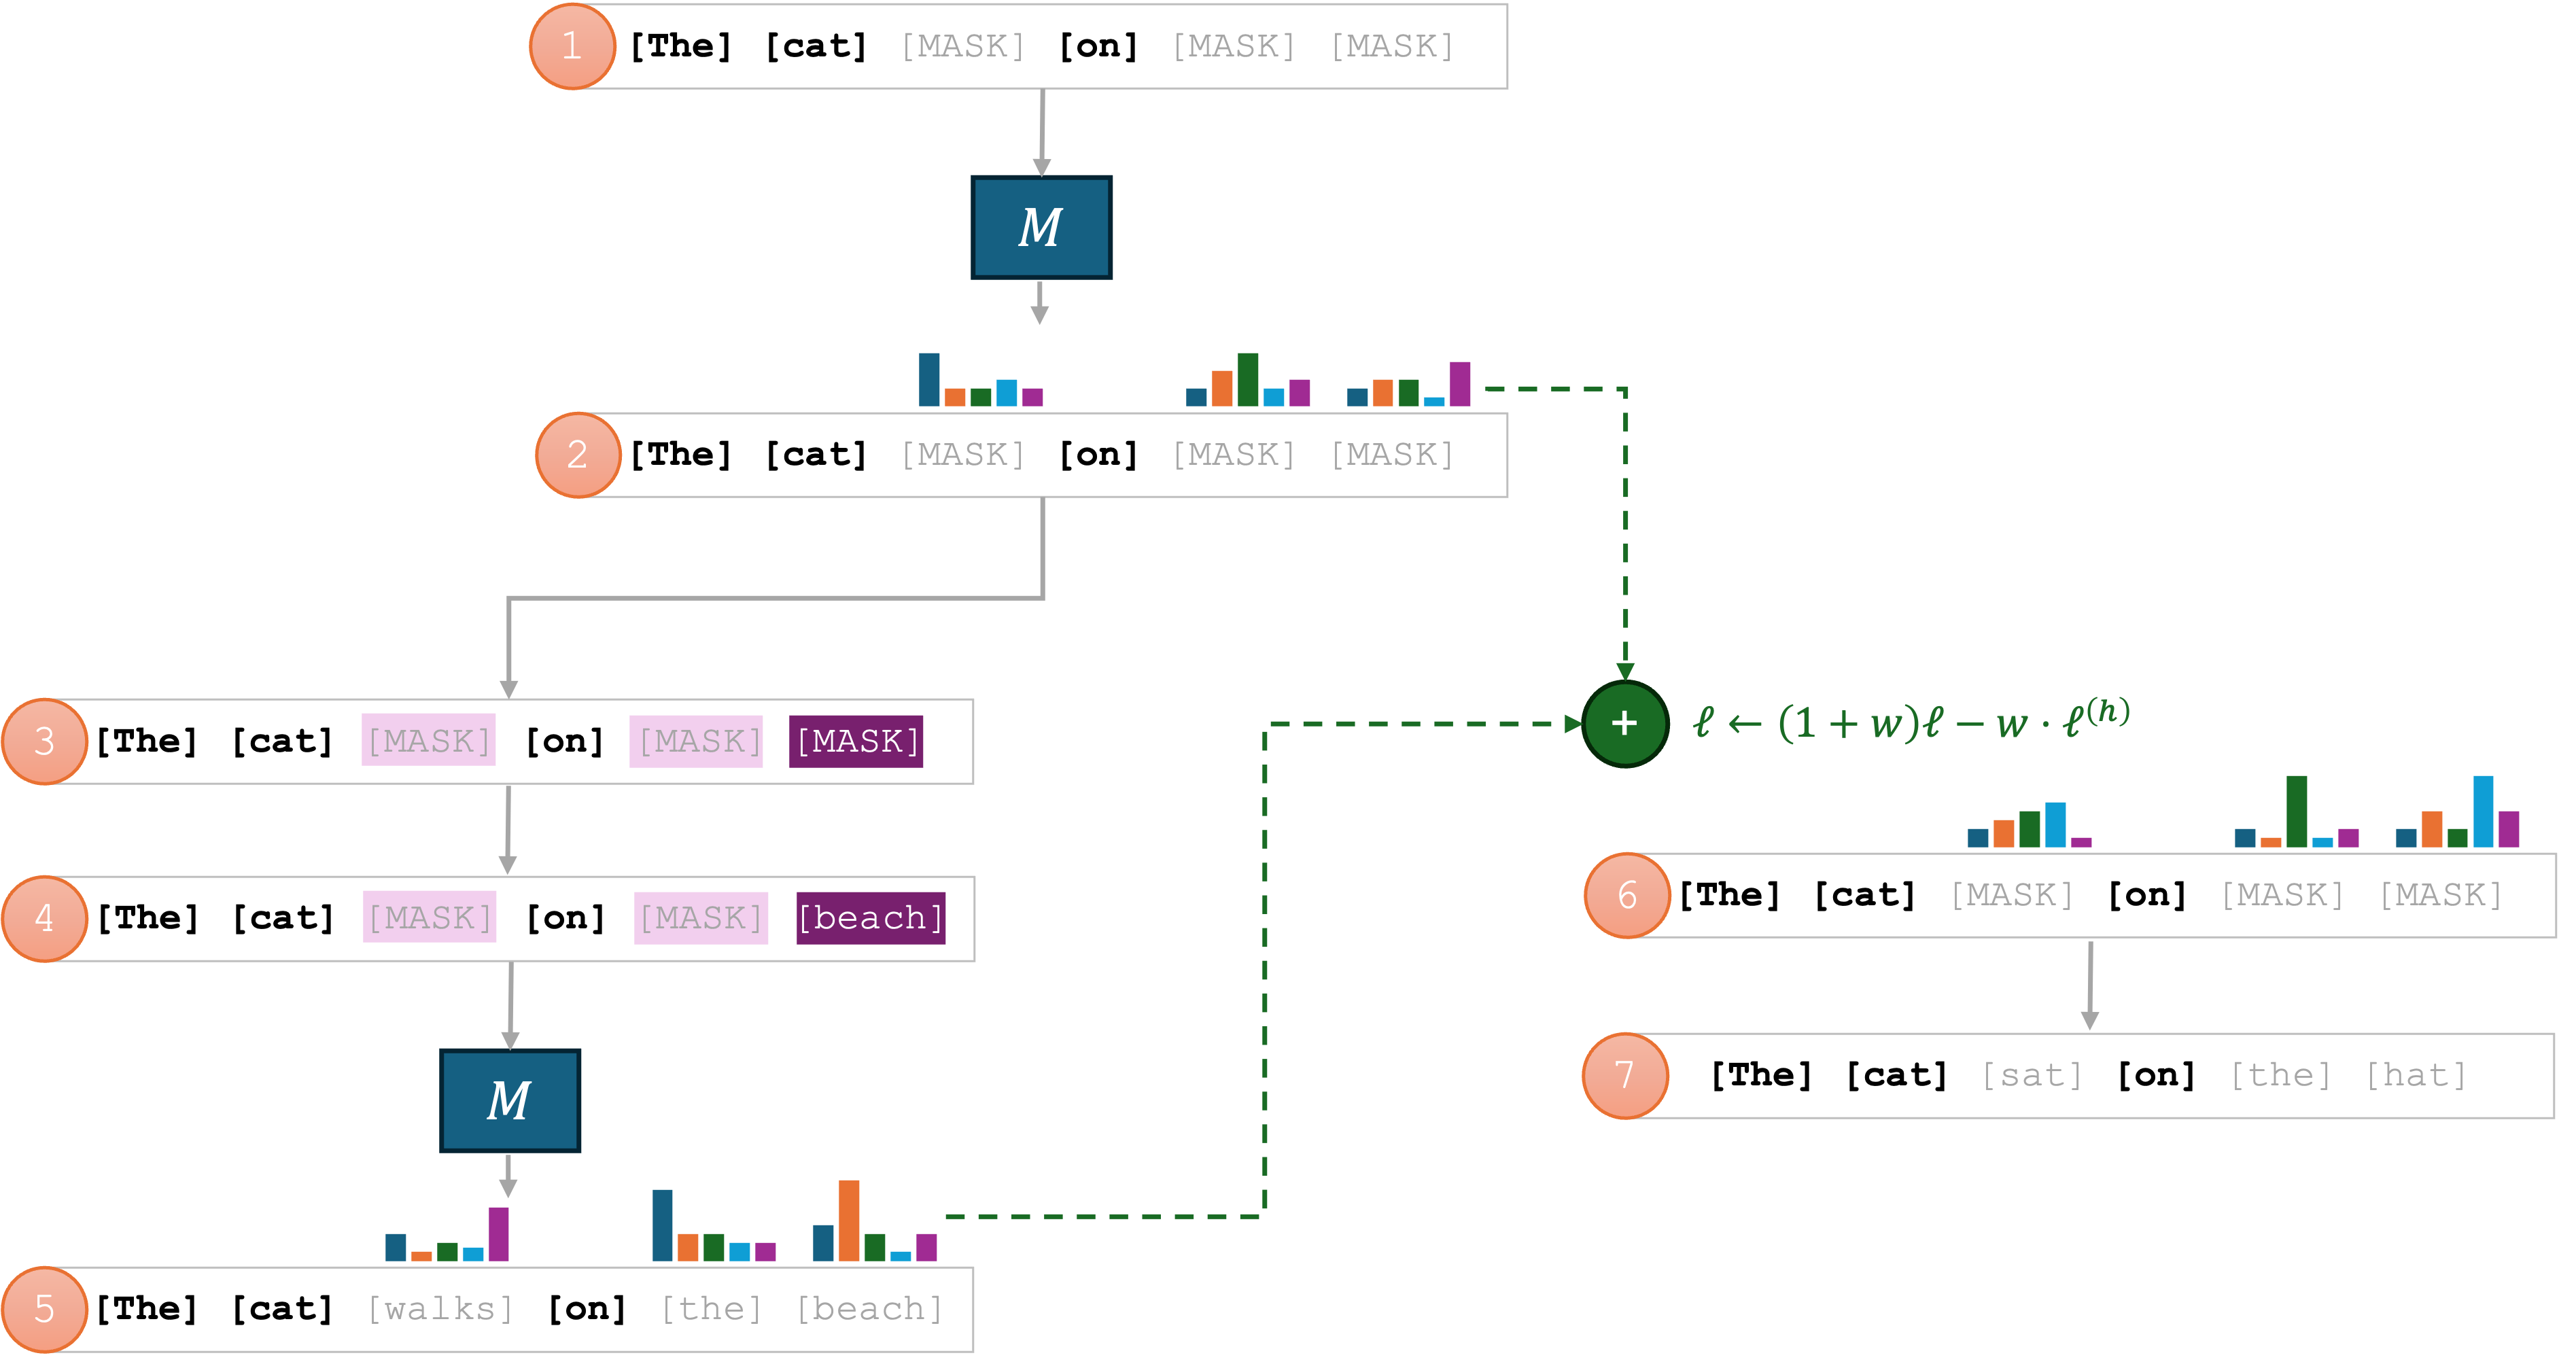 1 [The] [cat] [MASK] [on] [MASK] [MASK]
M
2 [The] [cat] [MASK] [on] [MASK] [MASK]
3 [The] [cat] [MASK] [on] [MASK] [MASK]
4 [The] [cat] [MASK] [on] [MASK] [beach]
M
5 [The] [cat] [walks] [on] [the] [beach]
+ ℓ ← (1 + w)ℓ − w · ℓ^(h)
6 [The] [cat] [MASK] [on] [MASK] [MASK]
7 [The] [cat] [sat] [on] [the] [hat]